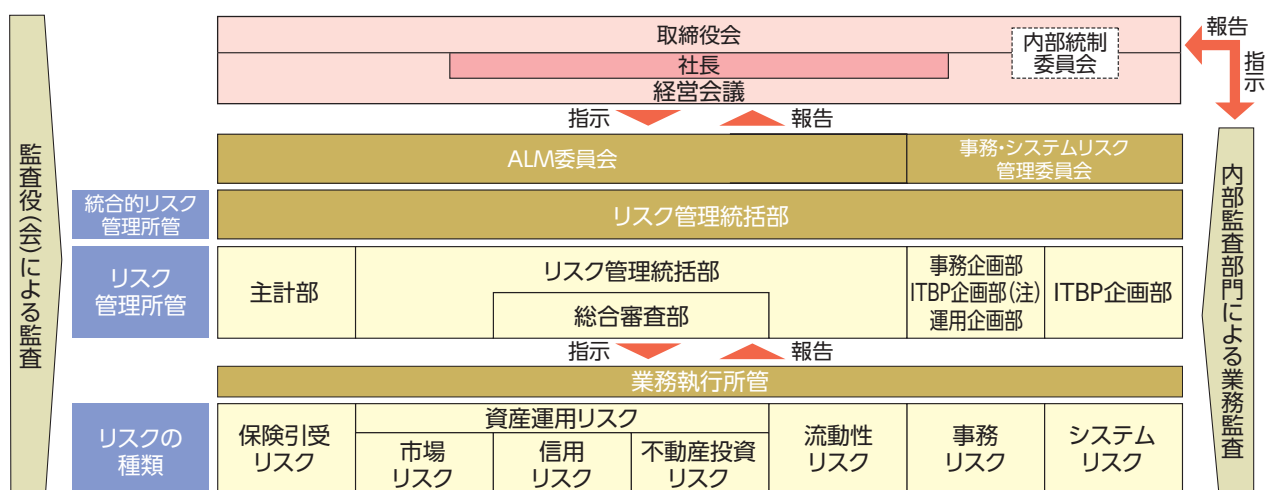 取締役会
内部統制
委員会
社長
経営会議
報告
指示
指示
報告
監査役(会)による監査
内部監査部門による業務監査
ALM委員会
事務・システムリスク
管理委員会
統合的リスク
管理所管
リスク管理統括部
リスク
管理所管
主計部
リスク管理統括部
総合審査部
事務企画部
ITBP企画部(注)
運用企画部
ITBP企画部
指示
報告
業務執行所管
リスクの
種類
保険引受
リスク
資産運用リスク
市場
リスク
信用
リスク
不動産投資
リスク
流動性
リスク
事務
リスク
システム
リスク